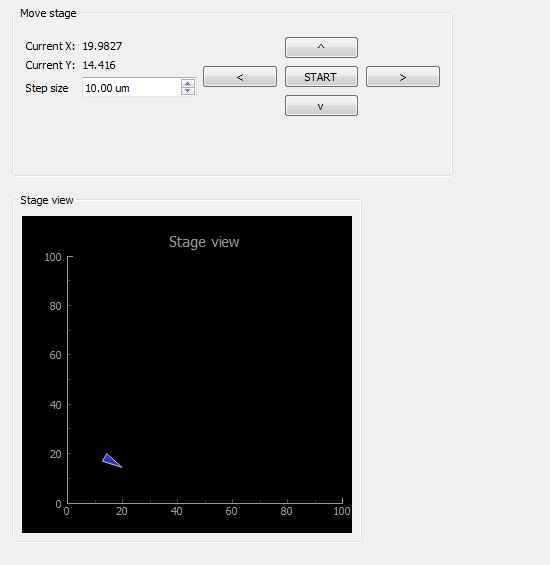 Move stage
Current X: 19.9827
Current Y: 14.416
Step size 10.00 um
^
< START >
v
Stage view
Stage view
100
80
60
40
20
0
0 20 40 60 80 100